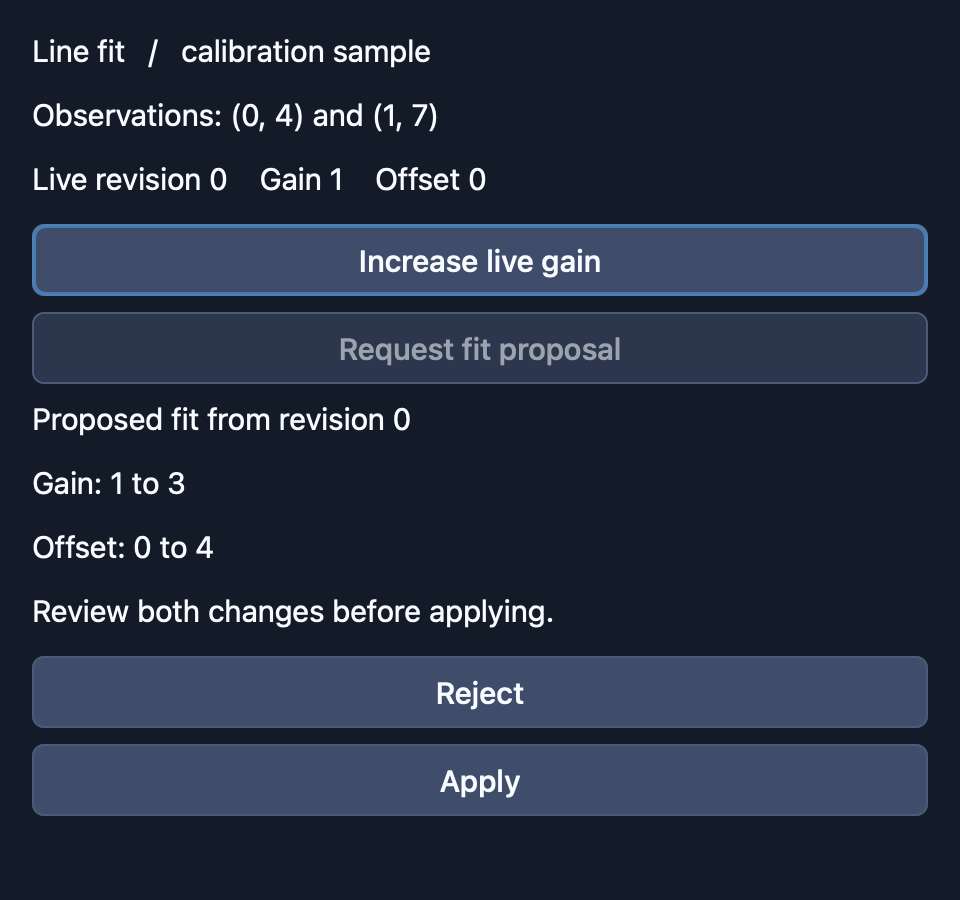 Line fit / calibration sample
Observations: (0, 4) and (1, 7)
Live revision 0 Gain 1 Offset 0
Increase live gain
Request fit proposal
Proposed fit from revision 0
Gain: 1 to 3
Offset: 0 to 4
Review both changes before applying.
Reject
Apply